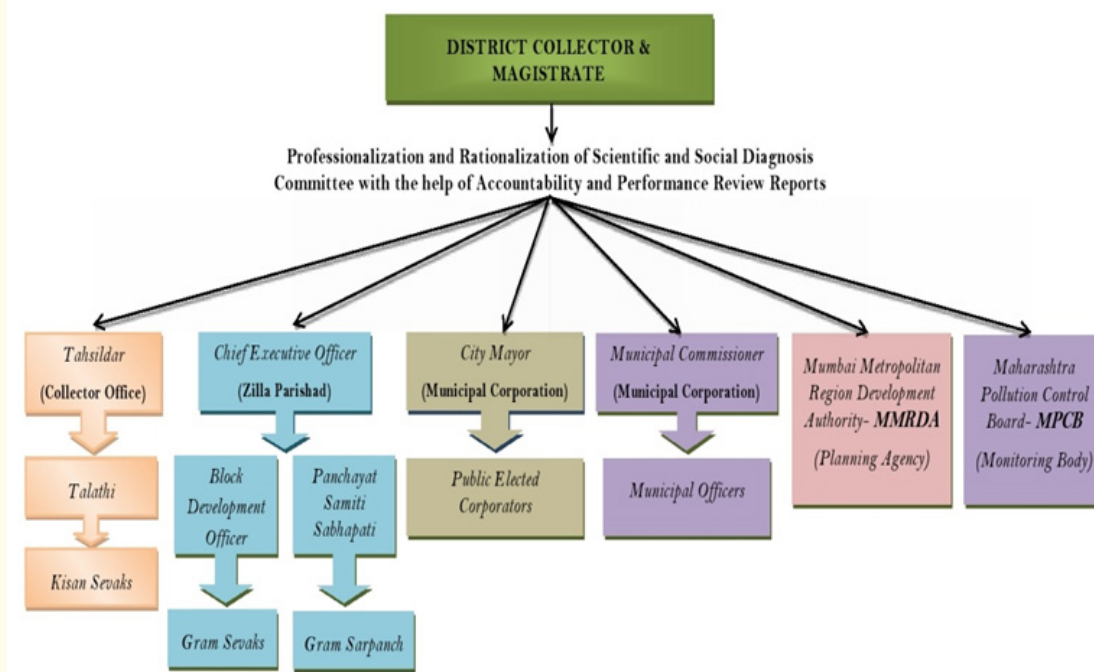 DISTRICT COLLECTOR &
MAGISTRATE
Professionalization and Rationalization of Scientific and Social Diagnosis
Committee with the help of Accountability and Performance Review Reports
Tahsildar
(Collector Office)
Chief Executive Officer
(Zilla Parishad)
City Mayor
(Municipal Corporation)
Municipal Commissioner
(Municipal Corporation)
Mumbai Metropolitan
Region Development
Authority- MMRDA
(Planning Agency)
Maharashtra
Pollution Control
Board- MPCB
(Monitoring Body)
Talathi
Block
Development
Officer
Panchayat
Samiti
Sabhapati
Public Elected
Corporators
Municipal Officers
Kisan Sevaks
Gram Sevaks
Gram Sarpanch